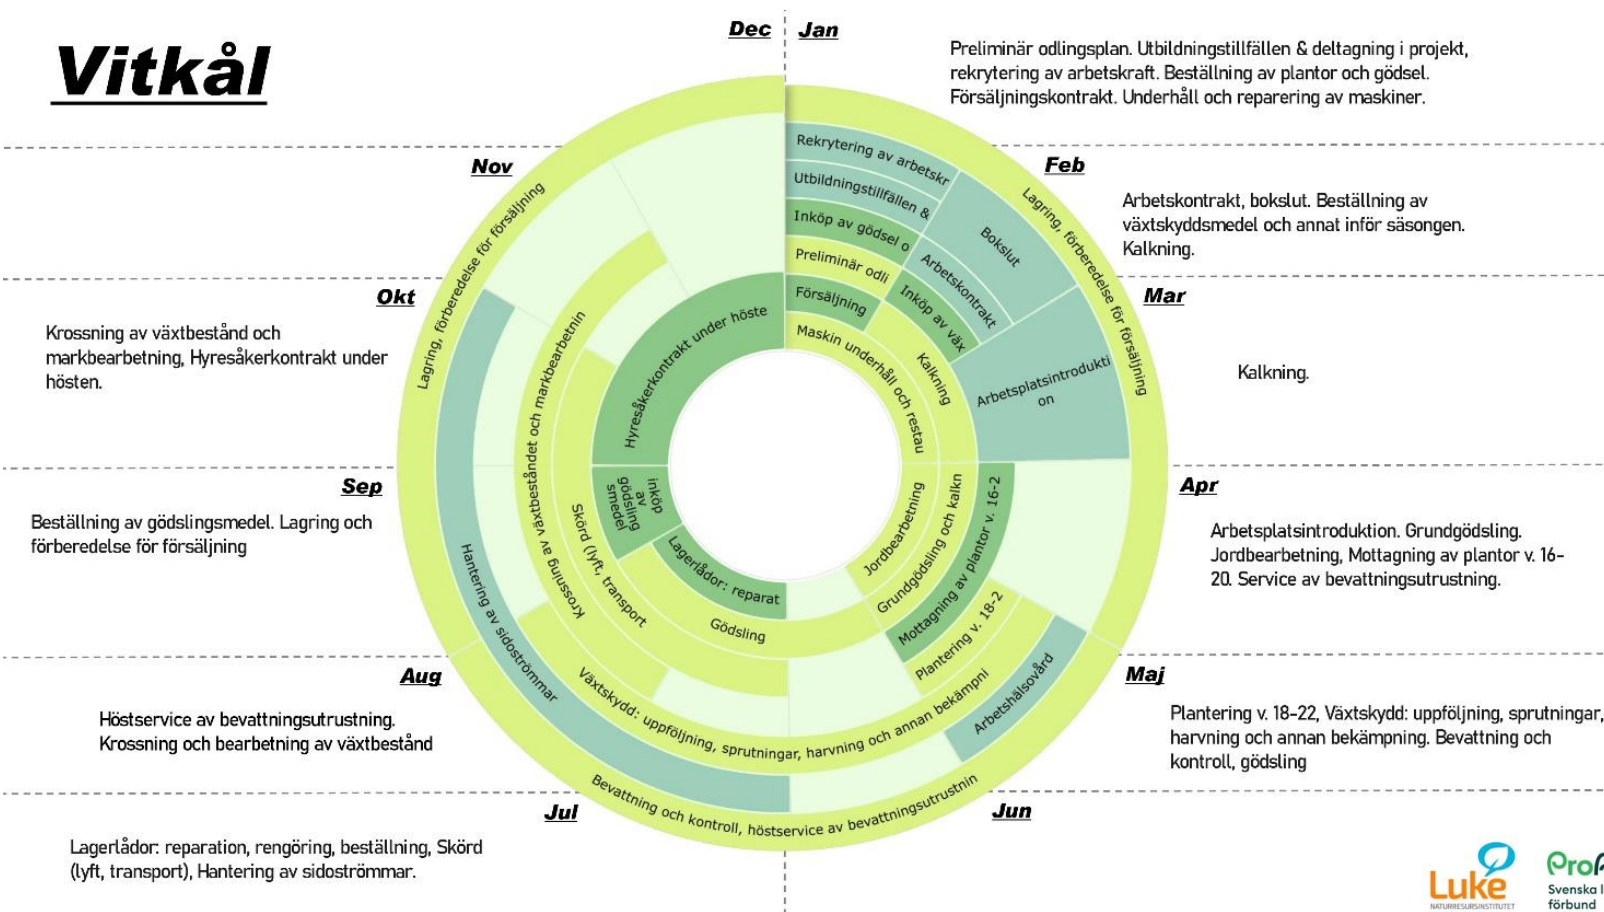 Vitkål
Dec
Jan
Preliminär odlingsplan. Utbildningstillfällen & deltagning i projekt,
rekrytering av arbetskraft. Beställning av plantor och gödsel.
Försäljningskontrakt. Underhåll och reparering av maskiner.
Feb
Arbetskontrakt, bokslut. Beställning av
växtskyddsmedel och annat inför säsongen.
Kalkning.
Mar
Kalkning.
Apr
Arbetsplatsintroduktion. Grundgödsling.
Jordbearbetning, Mottagning av plantor v. 16-
20. Service av bevattningsutrustning.
Maj
Plantering v. 18-22, Växtskydd: uppföljning, sprutningar,
harvning och annan bekämpning. Bevattning och
kontroll, gödsling
Jun
Jul
Lagerlådor: reparation, rengöring, beställning, Skörd
(lyft, transport), Hantering av sidoströmmar.
Aug
Höstservice av bevattningsutrustning.
Krossning och bearbetning av växtbestånd
Sep
Beställning av gödslingsmedel. Lagring och
förberedelse för försäljning
Okt
Krossning av växtbestånd och
markbearbetning, Hyresåkerkontrakt under
hösten.
Nov
Lagring, förberedelse för försäljning
Rekrytering av arbetskr
Utbildningstillfällen &
Inköp av gödsel o
Preliminär odli
Försäljning
Maskin underhåll och restau
Bokslut
Arbetskontrakt
Inköp av väx
Kalkning
Lagring, förberedelse för försäljning
Arbetsplatsintrodukti
on
Jordbearbetning
Grundgödsling och kalkn
Mottagning av plantor v. 16-2
Plantering v. 18-2
Arbetshälsovård
Växtskydd: uppföljning, sprutningar, harvning och annan bekämpni
Bevattning och kontroll, höstservice av bevattningsutrustnin
Gödsling
Lagerlådor: reparat
inköp
av
gödsling
smedel
Skörd (lyft, transport
Krossning av växtbeståndet och markbearbetnin
Hantering av sidoströmmar
Hyresåkerkontrakt under höste
Luke
NATURRESURSINSTITUTET
Svenska l
förbund